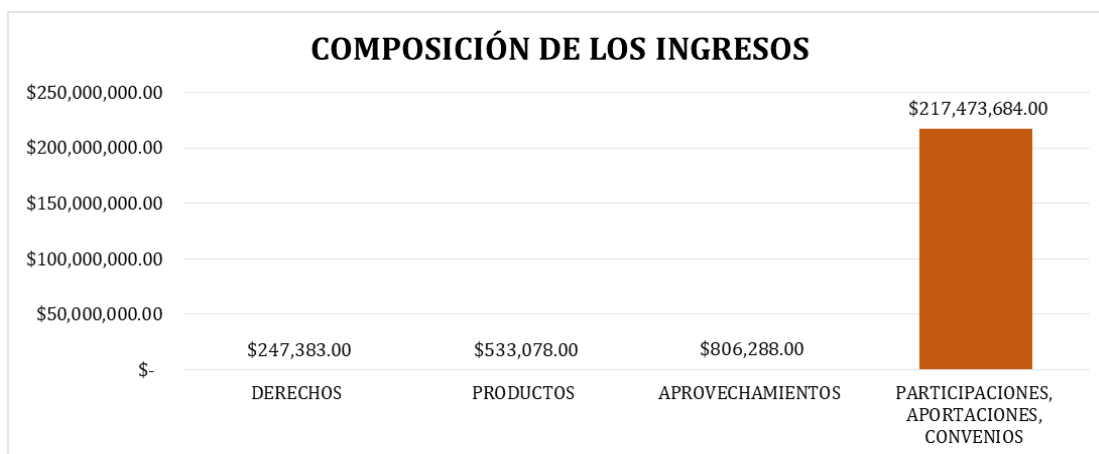 COMPOSICIÓN DE LOS INGRESOS
$250,000,000.00
$217,473,684.00
$200,000,000.00
$150,000,000.00
$100,000,000.00
$50,000,000.00
$247,383.00
$533,078.00
$806,288.00
$-
DERECHOS
PRODUCTOS
APROVECHAMIENTOS
PARTICIPACIONES,
APORTACIONES,
CONVENIOS